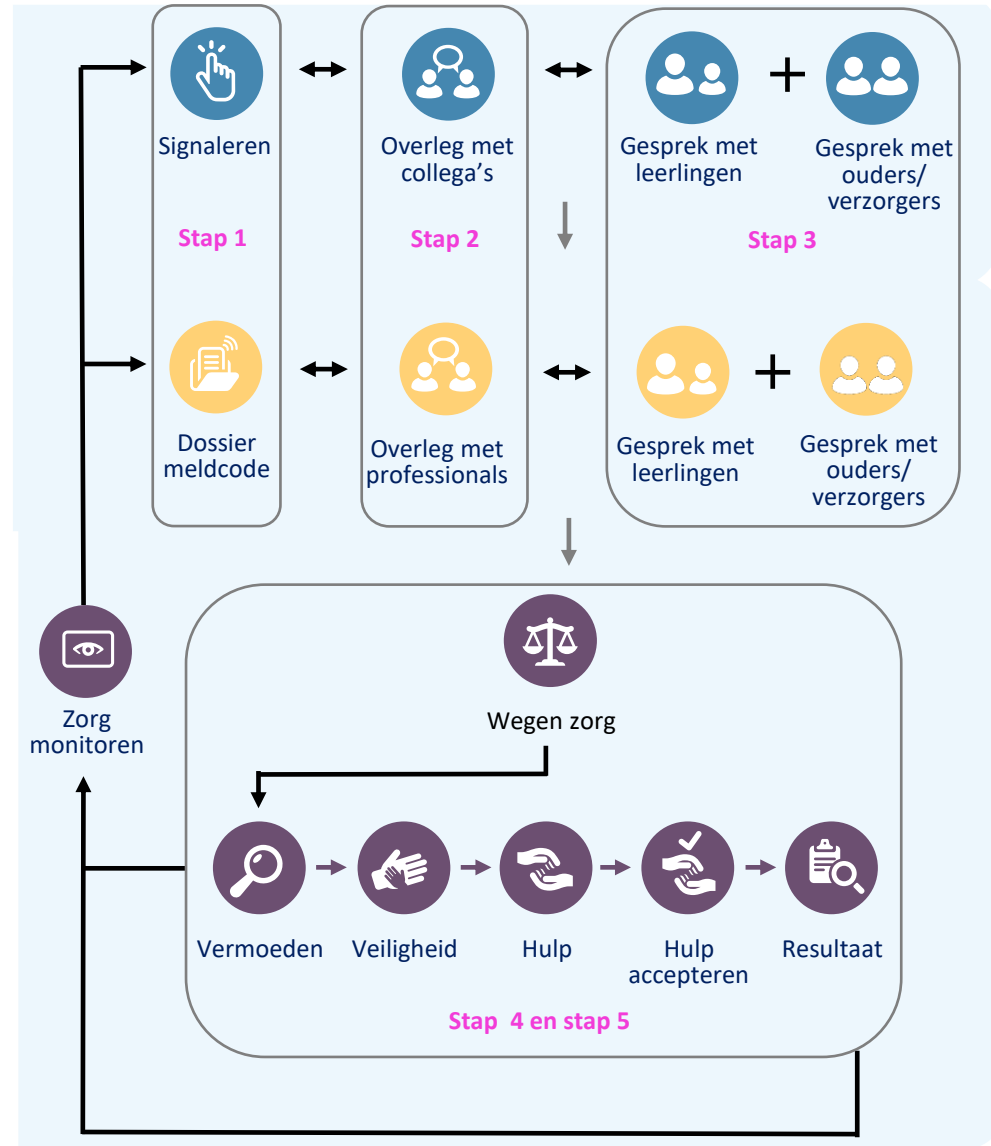 Signaleren
Overleg met
collega's
Gesprek met
leerlingen
Gesprek met
ouders/
verzorgers
Stap 1
Stap 2
Stap 3
Dossier
meldcode
Overleg met
professionals
Gesprek met
leerlingen
Gesprek met
ouders/
verzorgers
Zorg
monitoren
Wegen zorg
Vermoeden
Veiligheid
Hulp
Hulp
accepteren
Resultaat
Stap  4 en stap 5